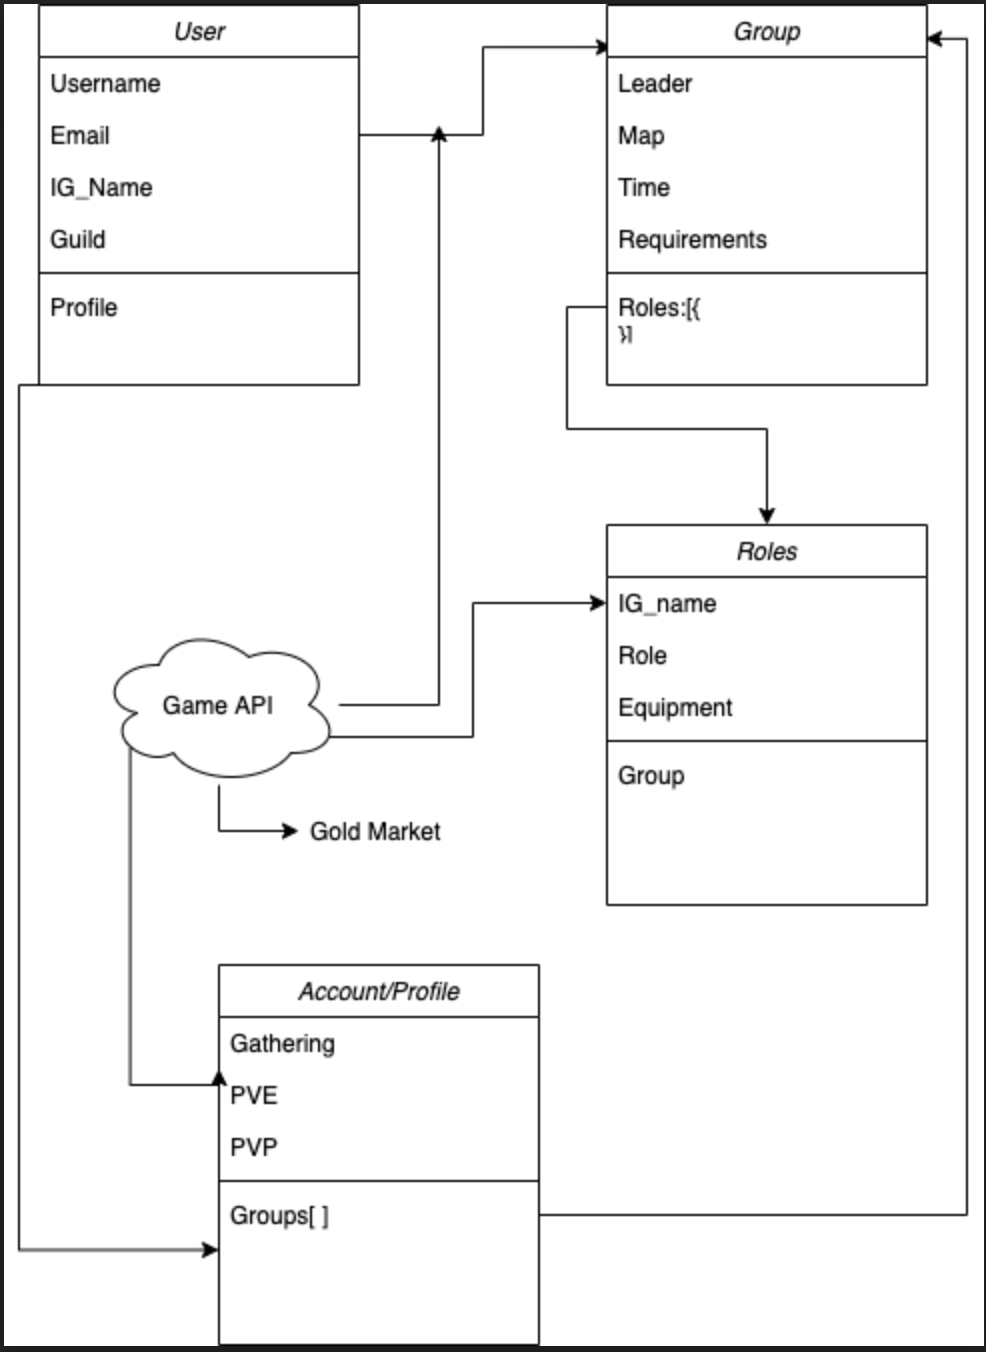 User
Username
Email
IG_Name
Guild
Profile
Group
Leader
Map
Time
Requirements
Roles:[{
}]
Roles
IG_name
Role
Equipment
Group
Game API
Gold Market
Account/Profile
Gathering
PVE
PVP
Groups[ ]